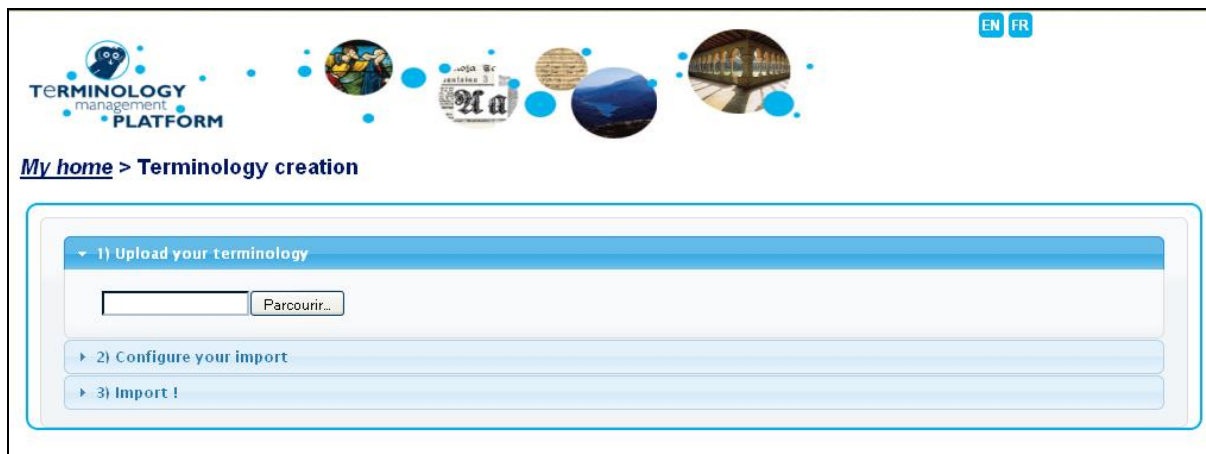 EN FR
TeRMINOLOGY
management
PLATFORM
Aa
My home > Terminology creation
1) Upload your terminology
Parcourir...
2) Configure your import
3) Import !